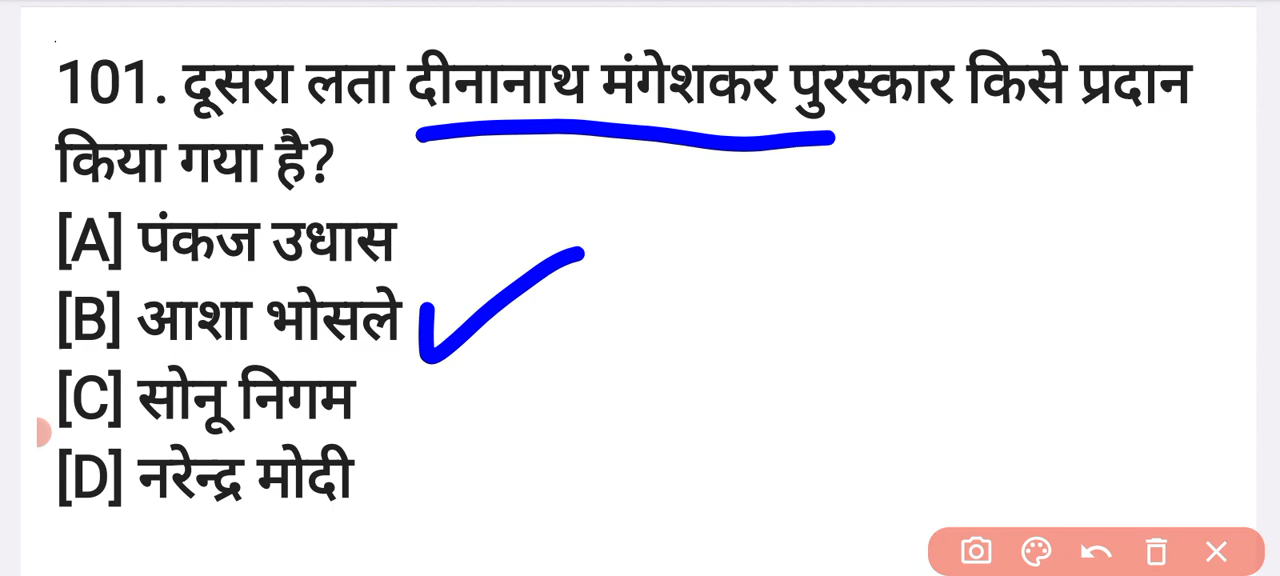 101. दूसरा लता दीनानाथ मंगेशकर पुरस्कार किसे प्रदान
किया गया है?
[A] पंकज उधास
[B] आशा भोसले
[C] सोनू निगम
[D] नरेन्द्र मोदी